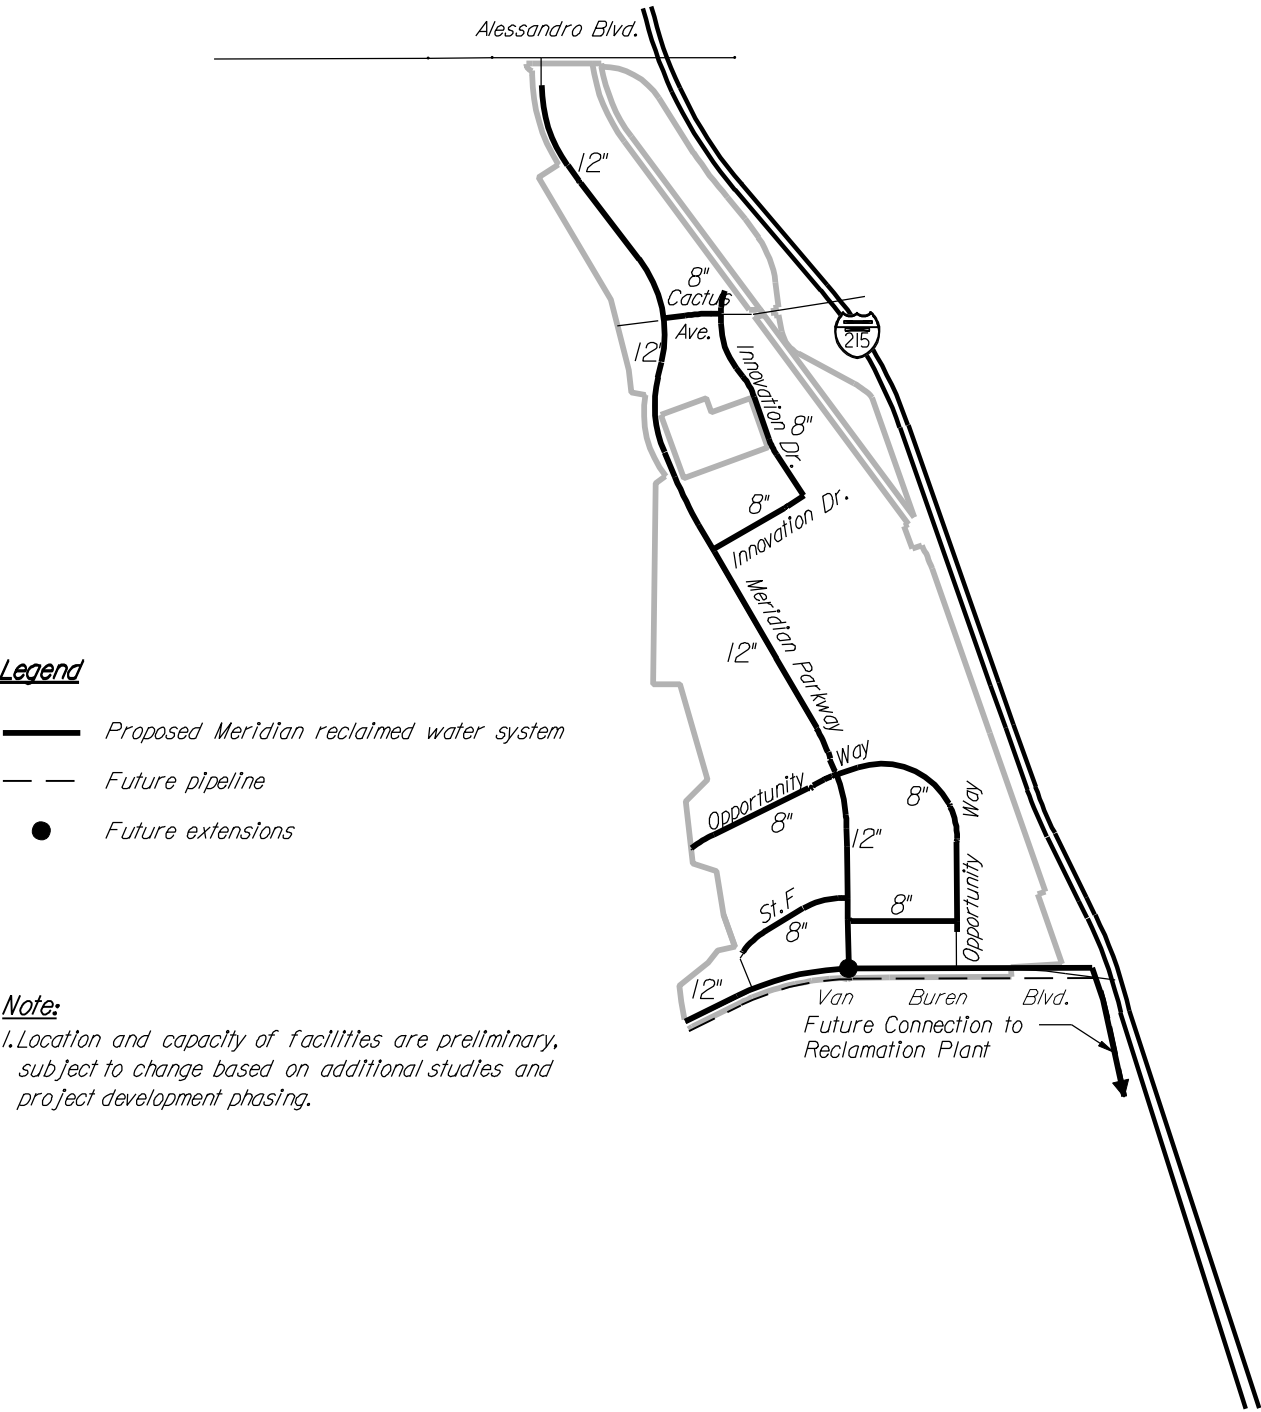 Alessandro Blvd.
12"
8"
Cactus
Ave.
12"
215
Innovation Dr.
8"
8"
Innovation Dr.
Meridian Parkway
12"
Legend
Proposed Meridian reclaimed water system
Future pipeline
Future extensions
Opportunity Way
8"
8"
Opportunity Way
12"
St.F
8"
8"
12"
Van Buren Blvd.
Future Connection to
Reclamation Plant
Note:
1. Location and capacity of facilities are preliminary,
subject to change based on additional studies and
project development phasing.